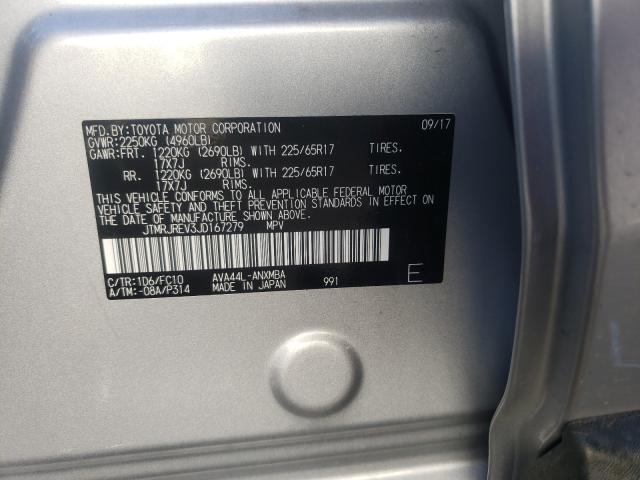 MFD.BY:TOYOTA MOTOR CORPORATION 09/17
GVWR:2250KG (4960LB)
GAWR:FRT. 1220KG (2690LB) WITH 225/65R17 TIRES.
17X7J RIMS.
RR. 1220KG (2690LB) WITH 225/65R17 TIRES.
17X7J RIMS.
THIS VEHICLE CONFORMS TO ALL APPLICABLE FEDERAL MOTOR
VEHICLE SAFETY AND THEFT PREVENTION STANDARDS IN EFFECT
ON THE DATE OF MANUFACTURE SHOWN ABOVE.
JTMRJREV3JD167279 MPV
C/TR:1D6/FC10 AVA44L-ANXMBA
A/TM:-08A/P314 MADE IN JAPAN 991 E